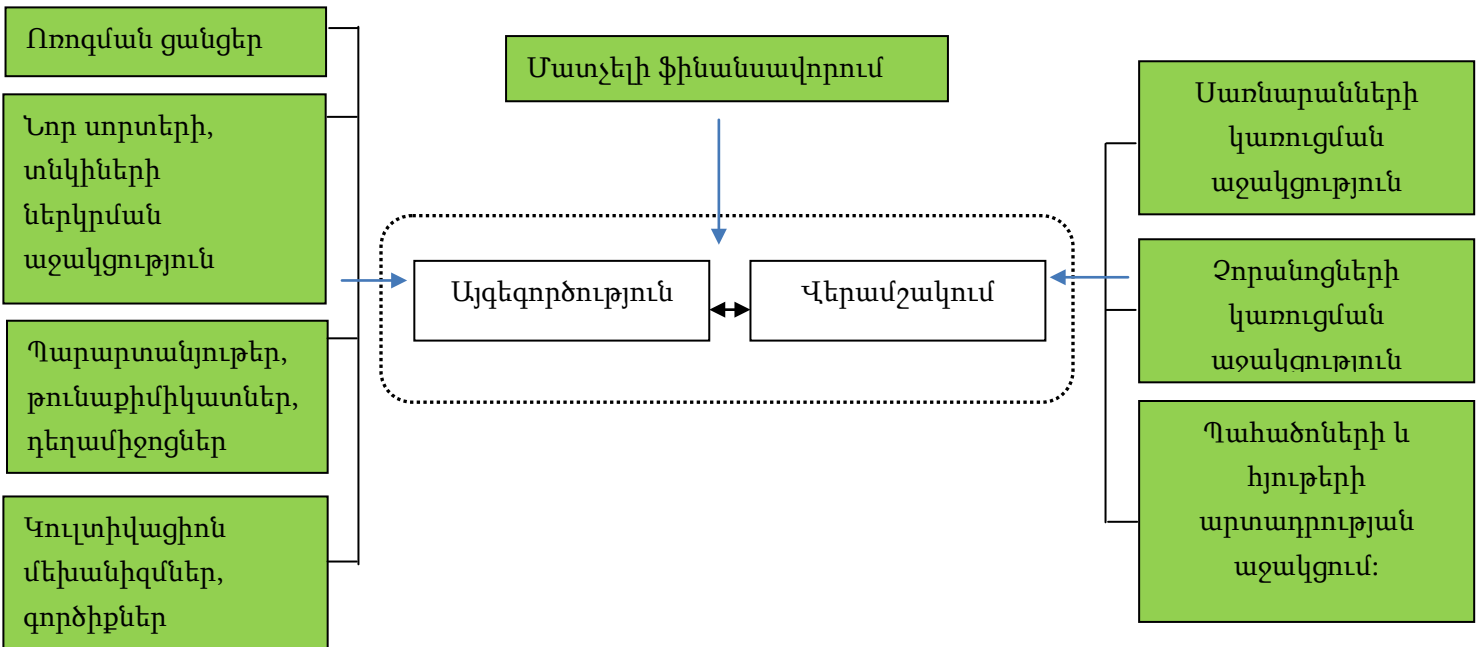 Ոռոգման ցանցեր
Նոր սորտերի,
տնկիների
ներկրման
աջակցություն
Պարարտանյութեր,
թունաքիմիկատներ,
դեղամիջոցներ
Կուլտիվացիոն
մեխանիզմներ,
գործիքներ
Մատչելի ֆինանսավորում
Այգեգործություն
Վերամշակում
Սառնարանների
կառուցման
աջակցություն
Չորանոցների
կառուցման
աջակցություն
Պահածոների և
հյութերի
արտադրության
աջակցում: